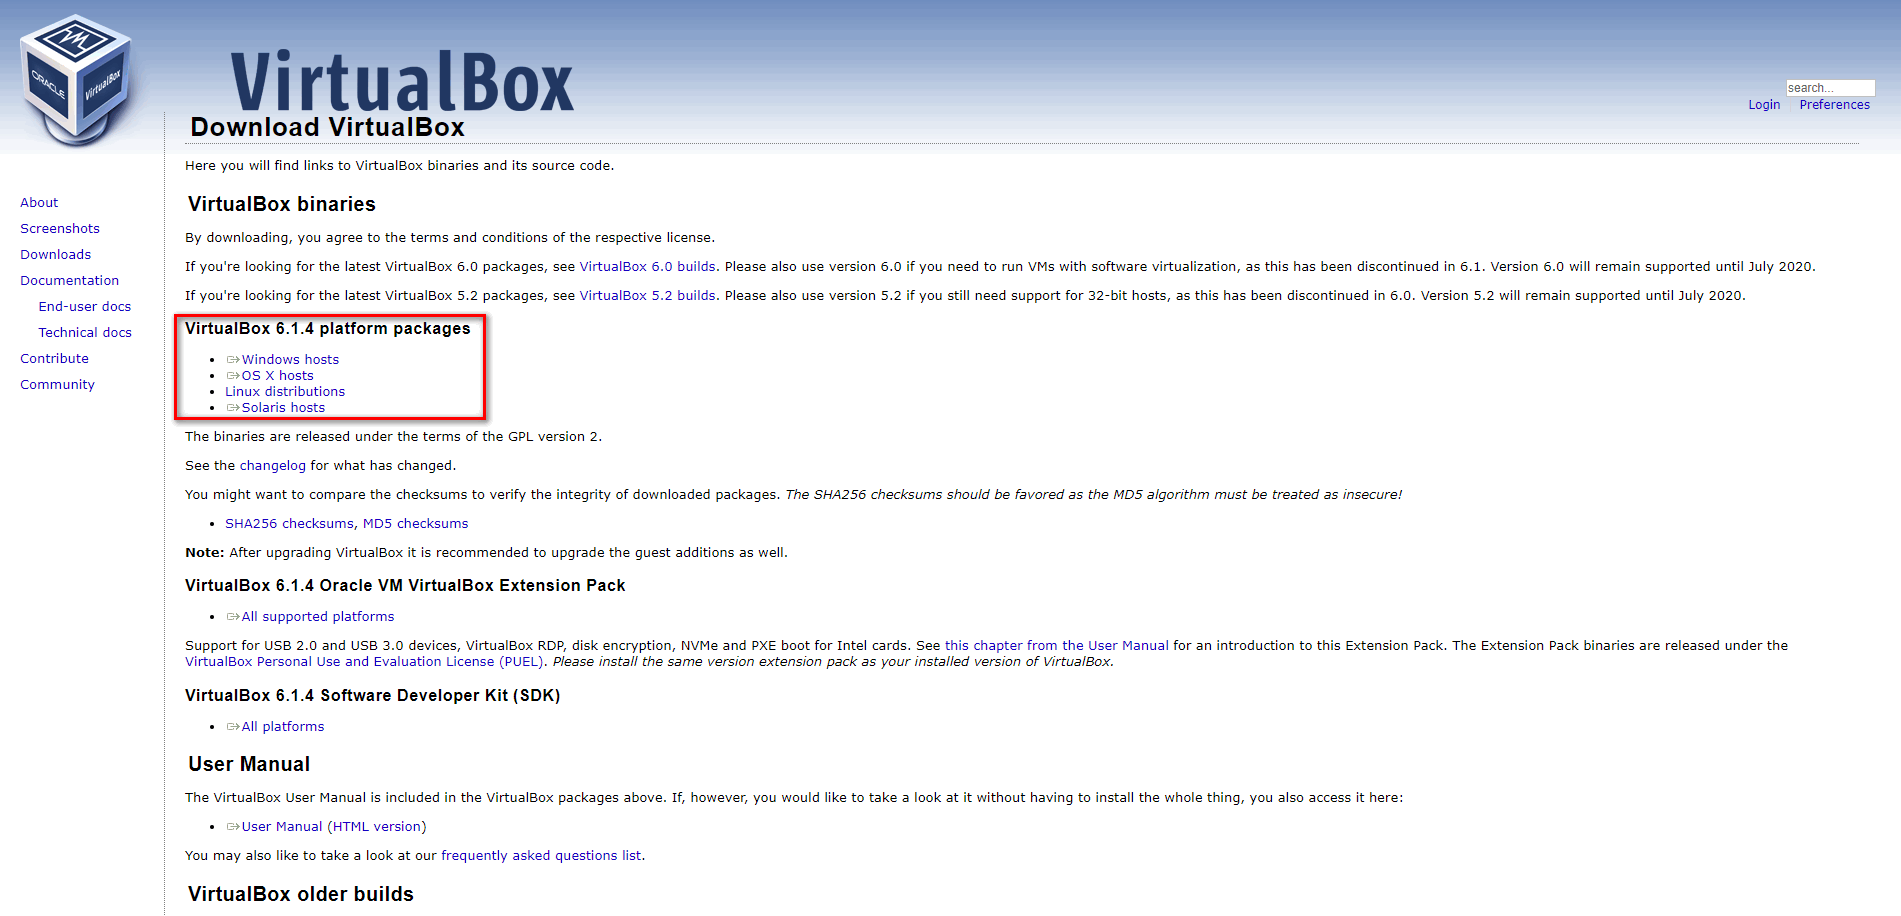 ORACLE
VirtualBox
VirtualBox
search...
Login
Preferences
Download VirtualBox
Here you will find links to VirtualBox binaries and its source code.
About
Screenshots
Downloads
Documentation
End-user docs
Technical docs
Contribute
Community
VirtualBox binaries
By downloading, you agree to the terms and conditions of the respective license.
If you're looking for the latest VirtualBox 6.0 packages, see VirtualBox 6.0 builds. Please also use version 6.0 if you need to run VMs with software virtualization, as this has been discontinued in 6.1. Version 6.0 will remain supported until July 2020.
If you're looking for the latest VirtualBox 5.2 packages, see VirtualBox 5.2 builds. Please also use version 5.2 if you still need support for 32-bit hosts, as this has been discontinued in 6.0. Version 5.2 will remain supported until July 2020.
VirtualBox 6.1.4 platform packages
Windows hosts
OS X hosts
Linux distributions
Solaris hosts
The binaries are released under the terms of the GPL version 2.
See the changelog for what has changed.
You might want to compare the checksums to verify the integrity of downloaded packages. The SHA256 checksums should be favored as the MD5 algorithm must be treated as insecure!
SHA256 checksums, MD5 checksums
Note: After upgrading VirtualBox it is recommended to upgrade the guest additions as well.
VirtualBox 6.1.4 Oracle VM VirtualBox Extension Pack
All supported platforms
Support for USB 2.0 and USB 3.0 devices, VirtualBox RDP, disk encryption, NVMe and PXE boot for Intel cards. See this chapter from the User Manual for an introduction to this Extension Pack. The Extension Pack binaries are released under the
VirtualBox Personal Use and Evaluation License (PUEL). Please install the same version extension pack as your installed version of VirtualBox.
VirtualBox 6.1.4 Software Developer Kit (SDK)
All platforms
User Manual
The VirtualBox User Manual is included in the VirtualBox packages above. If, however, you would like to take a look at it without having to install the whole thing, you also access it here:
User Manual (HTML version)
You may also like to take a look at our frequently asked questions list.
VirtualBox older builds